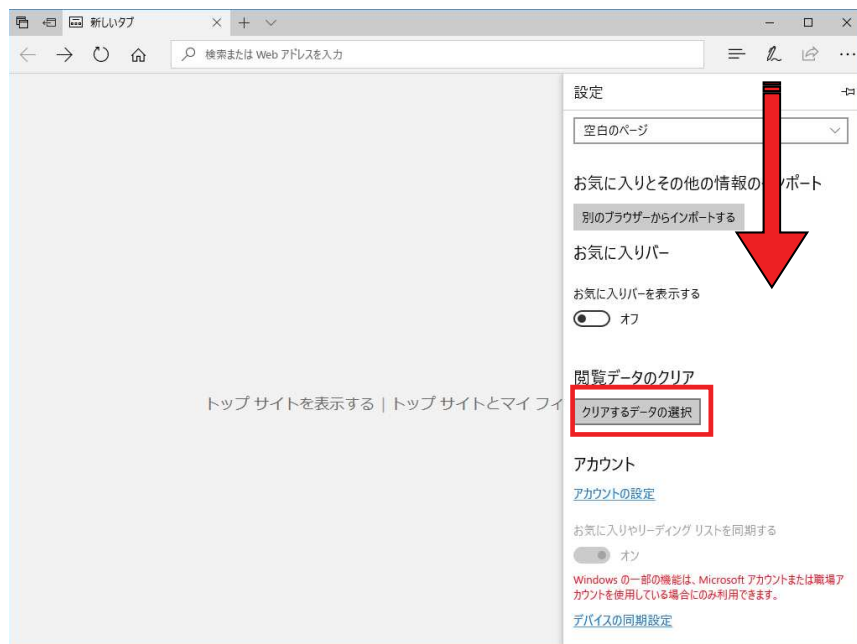 新しいタブ
検索または Web アドレスを入力
設定
空白のページ
お気に入りとその他の情報の ンポート
別のブラウザーからインポートする
お気に入りバー
お気に入りバーを表示する
オフ
閲覧データのクリア
クリアするデータの選択
トップ サイトを表示する | トップ サイトとマイ フィ
アカウント
アカウントの設定
お気に入りやリーディング リストを同期する
オン
Windows の一部の機能は、Microsoft アカウントまたは職場ア
カウントを使用している場合にのみ利用できます。
デバイスの同期設定